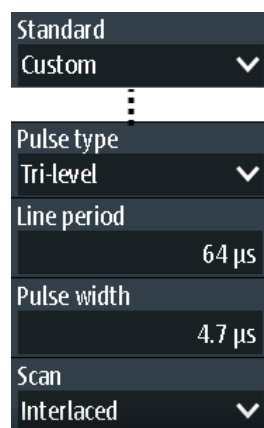 Standard
Custom
Pulse type
Tri-level
Line period
64 µs
Pulse width
4.7 µs
Scan
Interlaced